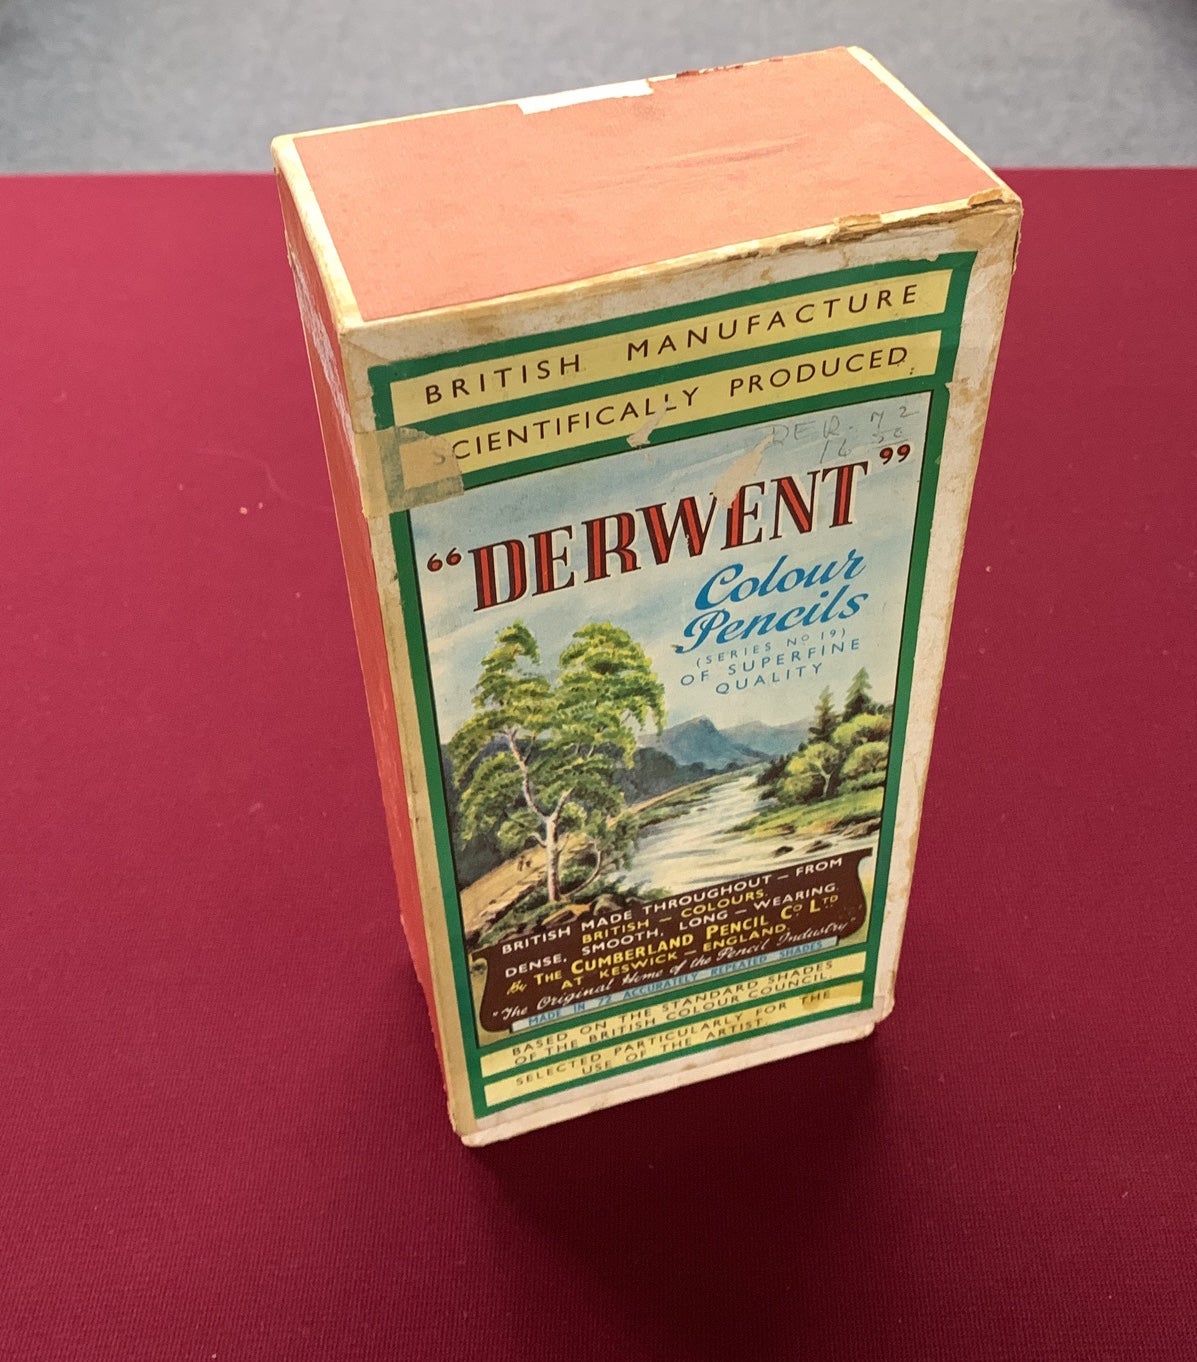 BRITISH MANUFACTURE
SCIENTIFICALLY PRODUCED
DER. 72
16
“DERWENT”
Colour
Pencils
(SERIES No 19)
OF SUPERFINE
QUALITY
BRITISH MADE THROUGHOUT – FROM
BRITISH – COLOURS.
DENSE, SMOOTH, LONG – WEARING.
By THE CUMBERLAND PENCIL Co LTD
AT KESWICK – ENGLAND.
"The Original Home of the Pencil Industry"
MADE IN 72 ACCURATELY REPEATED SHADES
BASED ON THE STANDARD SHADES
OF THE BRITISH COLOUR COUNCIL.
SELECTED PARTICULARLY FOR THE
USE OF THE ARTIST.